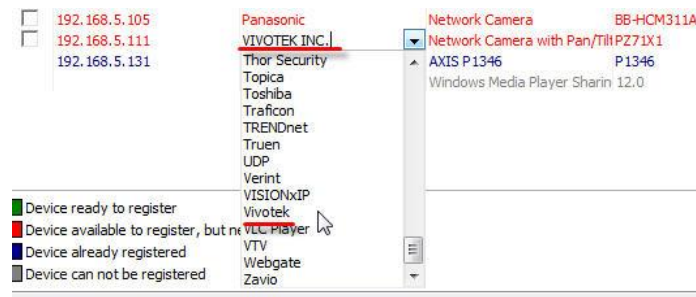 192.168.5.105 Panasonic Network Camera BB-HCM311A
192.168.5.111 VIVOTEK INC. Network Camera with Pan/Tilt PZ71X1
192.168.5.131 Thor Security AXIS P1346 P1346
Topica Windows Media Player Sharin 12.0
Toshiba
Traficon
TRENDnet
Truen
UDP
Verint
VISIONxIP
Device ready to register Vivotek
Device available to register, but ne VLC Player
Device already registered VTV
Webgate
Device can not be registered Zavio